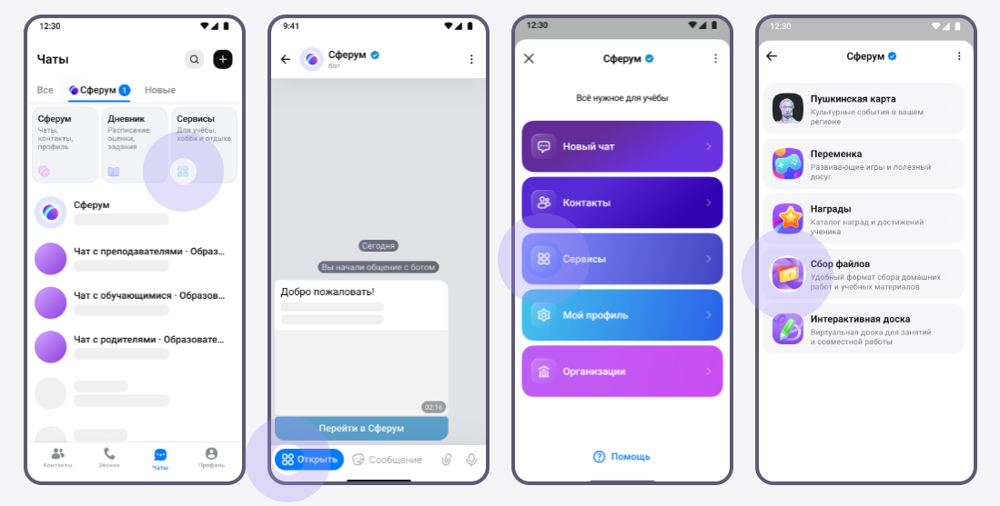 12:30
Чаты
Все
Сферум 1
Новые
Сферум
Чаты,
контакты,
профиль
Дневник
Расписание,
оценки,
задания
Сервисы
Для учёбы,
хобби и отдыха
Сферум
Чат с преподавателями · Образ...
Чат с обучающимися · Образов...
Чат с родителями · Образовате...
Контакты
Звонки
Чаты
Профиль
9:41
Сферум
бот
Сегодня
Вы начали общение с ботом
Добро пожаловать!
02:16
Перейти в Сферум
Открыть
Сообщение
12:30
Сферум
Всё нужное для учёбы
Новый чат
Контакты
Сервисы
Мой профиль
Организации
Помощь
12:30
Сферум
Пушкинская карта
Культурные события в вашем
регионе
Переменка
Развивающие игры и полезный
досуг
Награды
Каталог наград и достижений
ученика
Сбор файлов
Удобный формат сбора домашних
работ и учебных материалов
Интерактивная доска
Виртуальная доска для занятий
и совместной работы